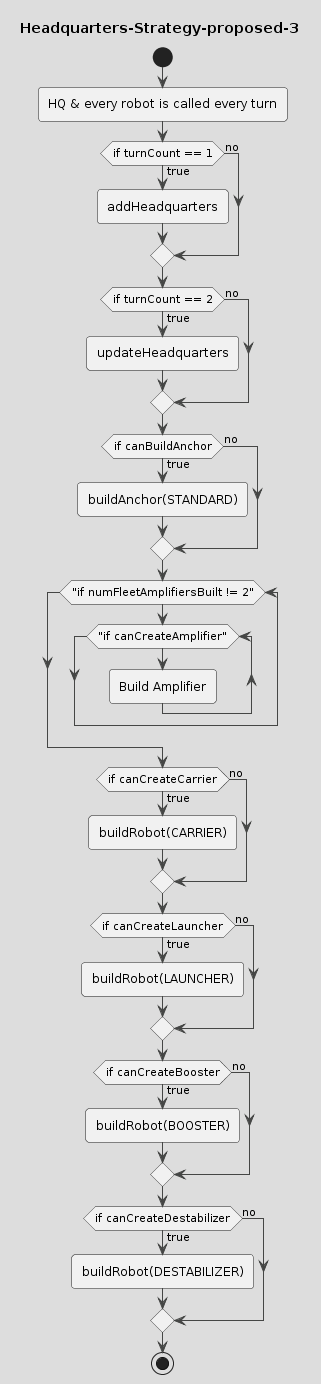 Headquarters-Strategy-proposed-3
HQ & every robot is called every turn
if turnCount == 1
no
true
addHeadquarters
if turnCount == 2
no
true
updateHeadquarters
if canBuildAnchor
no
true
buildAnchor(STANDARD)
"if numFleetAmplifiersBuilt != 2"
"if canCreateAmplifier"
Build Amplifier
if canCreateCarrier
no
true
buildRobot(CARRIER)
if canCreateLauncher
no
true
buildRobot(LAUNCHER)
if canCreateBooster
no
true
buildRobot(BOOSTER)
if canCreateDestabilizer
no
true
buildRobot(DESTABILIZER)